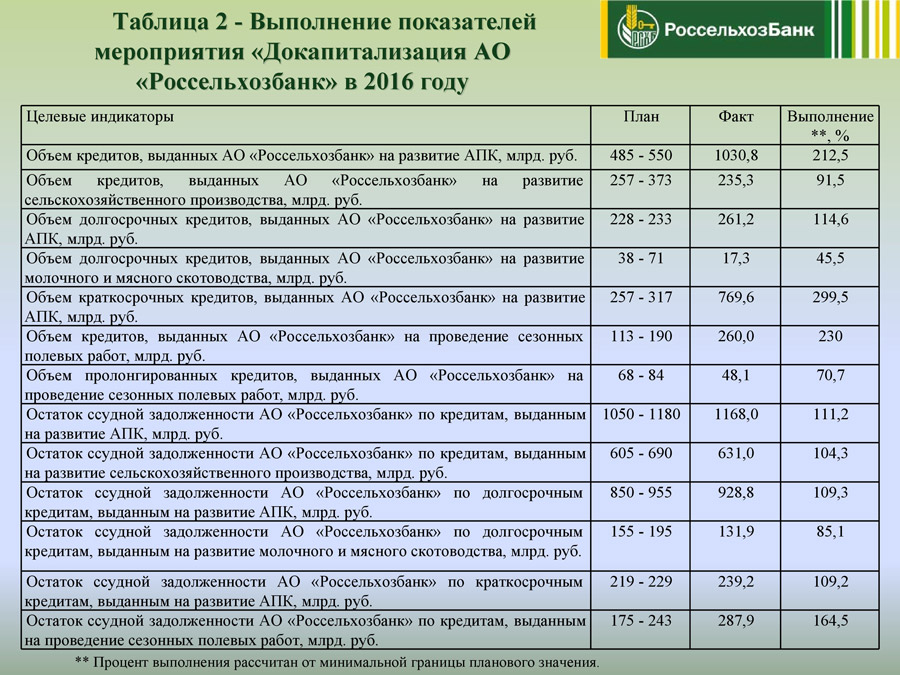 Таблица 2 - Выполнение показателей
мероприятия «Докапитализация АО
«Россельхозбанк» в 2016 году
РСХБ
РоссельхозБанк
Целевые индикаторы План Факт Выполнение
**, %
Объем кредитов, выданных АО «Россельхозбанк» на развитие АПК, млрд. руб. 485 - 550 1030,8 212,5
Объем кредитов, выданных АО «Россельхозбанк» на развитие 257 - 373 235,3 91,5
сельскохозяйственного производства, млрд. руб.
Объем долгосрочных кредитов, выданных АО «Россельхозбанк» на развитие 228 - 233 261,2 114,6
АПК, млрд. руб.
Объем долгосрочных кредитов, выданных АО «Россельхозбанк» на развитие 38 - 71 17,3 45,5
молочного и мясного скотоводства, млрд. руб.
Объем краткосрочных кредитов, выданных АО «Россельхозбанк» на развитие 257 - 317 769,6 299,5
АПК, млрд. руб.
Объем кредитов, выданных АО «Россельхозбанк» на проведение сезонных 113 - 190 260,0 230
полевых работ, млрд. руб.
Объем пролонгированных кредитов, выданных АО «Россельхозбанк» на 68 - 84 48,1 70,7
проведение сезонных полевых работ, млрд. руб.
Остаток ссудной задолженности АО «Россельхозбанк» по кредитам, выданным 1050 - 1180 1168,0 111,2
на развитие АПК, млрд. руб.
Остаток ссудной задолженности АО «Россельхозбанк» по кредитам, выданным 605 - 690 631,0 104,3
на развитие сельскохозяйственного производства, млрд. руб.
Остаток ссудной задолженности АО «Россельхозбанк» по долгосрочным 850 - 955 928,8 109,3
кредитам, выданным на развитие АПК, млрд. руб.
Остаток ссудной задолженности АО «Россельхозбанк» по долгосрочным 155 - 195 131,9 85,1
кредитам, выданным на развитие молочного и мясного скотоводства, млрд. руб.
Остаток ссудной задолженности АО «Россельхозбанк» по краткосрочным 219 - 229 239,2 109,2
кредитам, выданным на развитие АПК, млрд. руб.
Остаток ссудной задолженности АО «Россельхозбанк» по кредитам, выданным 175 - 243 287,9 164,5
на проведение сезонных полевых работ, млрд. руб.
** Процент выполнения рассчитан от минимальной границы планового значения.